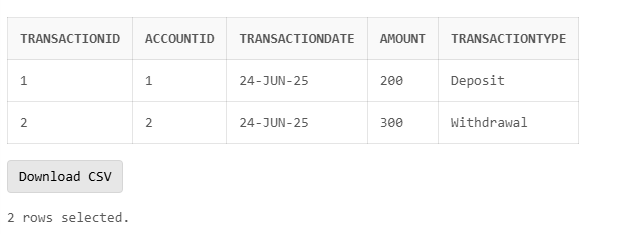 TRANSACTIONID ACCOUNTID TRANSACTIONDATE AMOUNT TRANSACTIONTYPE
1 1 24-JUN-25 200 Deposit
2 2 24-JUN-25 300 Withdrawal
Download CSV
2 rows selected.